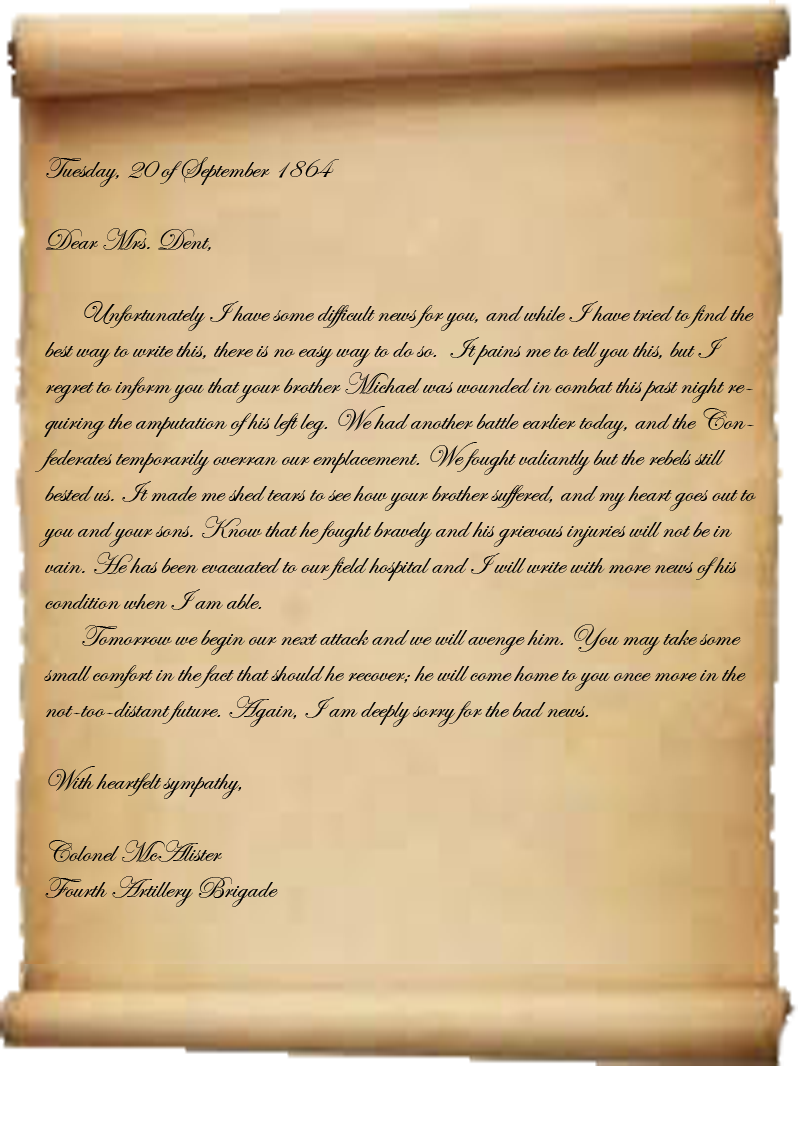 Tuesday, 20 of September 1864
Dear Mrs. Dent,
Unfortunately I have some difficult news for you, and while I have tried to find the
best way to write this, there is no easy way to do so. It pains me to tell you this, but I
regret to inform you that your brother Michael was wounded in combat this past night re-
quiring the amputation of his left leg. We had another battle earlier today, and the Con-
federates temporarily overran our emplacement. We fought valiantly but the rebels still
bested us. It made me shed tears to see how your brother suffered, and my heart goes out to
you and your sons. Know that he fought bravely and his grievous injuries will not be in
vain. He has been evacuated to our field hospital and I will write with more news of his
condition when I am able.
Tomorrow we begin our next attack and we will avenge him. You may take some
small comfort in the fact that should he recover; he will come home to you once more in the
not-too-distant future. Again, I am deeply sorry for the bad news.
With heartfelt sympathy,
Colonel McAlister
Fourth Artillery Brigade